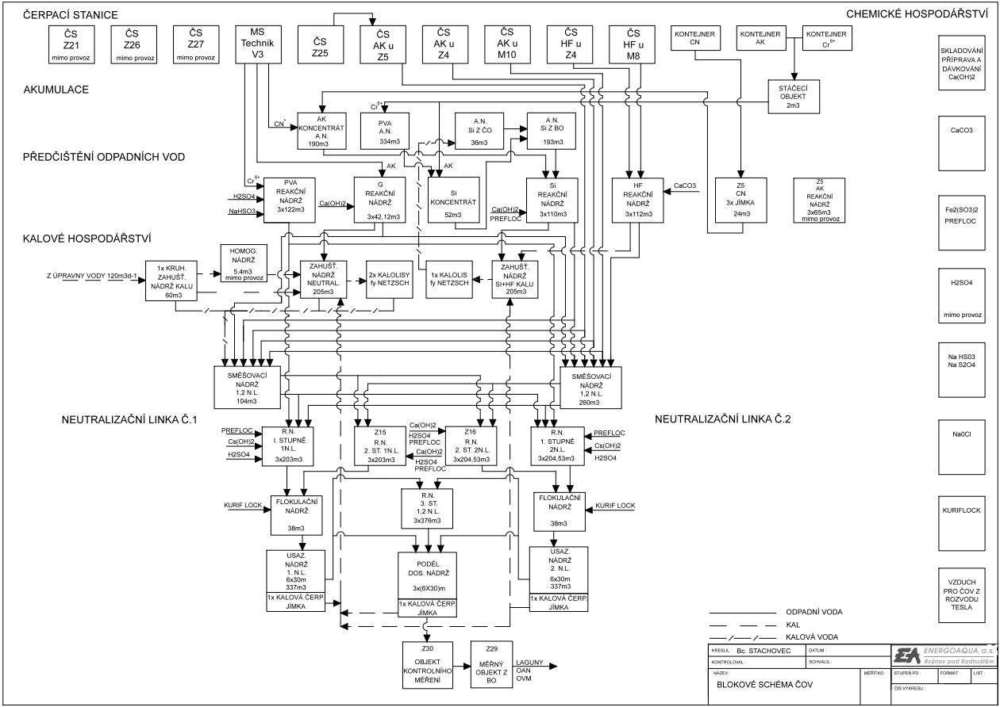 ČERPACÍ STANICE
CHEMICKÉ HOSPODÁŘSTVÍ
ČS
Z21
mimo provoz
ČS
Z26
mimo provoz
ČS
Z27
mimo provoz
MS
Technik
V3
ČS
Z25
ČS
AK u
Z5
ČS
AK u
Z4
ČS
AK u
M10
ČS
HF u
Z4
ČS
HF u
M8
KONTEJNER
CN
KONTEJNER
AK
KONTEJNER
Cr6+
SKLADOVÁNÍ
PŘÍPRAVA A
DÁVKOVÁNÍ
Ca(OH)2
AKUMULACE
STÁČECÍ
OBJEKT
2m3
CN-
AK
KONCENTRÁT
A.N.
190m3
Cr6+
PVA
A.N.
334m3
A.N.
Si Z ČO
36m3
A.N.
Si Z BO
193m3
CaCO3
PŘEDČIŠTĚNÍ ODPADNÍCH VOD
AK
AK
Cr6+
H2SO4
NaHSO3
PVA
REAKČNÍ
NÁDRŽ
3x122m3
Ca(OH)2
G
REAKČNÍ
NÁDRŽ
3x42,12m3
Si
KONCENTRÁT
52m3
Ca(OH)2
PREFLOC
Si
REAKČNÍ
NÁDRŽ
3x110m3
HF
REAKČNÍ
NÁDRŽ
3x112m3
CaCO3
Z5
CN
3x JÍMKA
24m3
Z5
AK
REAKČNÍ
NÁDRŽ
3x65m3
mimo provoz
Fe2(SO3)2
PREFLOC
KALOVÉ HOSPODÁŘSTVÍ
Z ÚPRAVNY VODY 120m3d-1
1x KRUH.
ZAHUŠŤ.
NÁDRŽ KALU
60m3
HOMOG.
NÁDRŽ
5,4m3
mimo provoz
ZAHUŠŤ.
NÁDRŽ
NEUTRAL.
205m3
2x KALOLISY
fy NETZSCH
1x KALOLIS
fy NETZSCH
ZAHUŠŤ.
NÁDRŽ
SI+HF KALU
205m3
H2SO4
mimo provoz
Na HS03
Na S2O4
SMĚŠOVACÍ
NÁDRŽ
1,2 N.L.
104m3
SMĚŠOVACÍ
NÁDRŽ
1,2 N.L.
260m3
NEUTRALIZAČNÍ LINKA Č.1
NEUTRALIZAČNÍ LINKA Č.2
PREFLOC
Cs(OH)2
H2SO4
R.N.
I. STUPNĚ
1N.L.
3x203m3
Z15
R.N.
2. ST. 1N.L.
3x203m3
Ca(OH)2
H2SO4
PREFLOC
Ca(OH)2
H2SO4
PREFLOC
Z16
R.N.
2. ST. 2N.L.
3x204,53m3
R.N.
1. STUPNĚ
2N.L.
3x204,53m3
PREFLOC
Cs(OH)2
H2SO4
Na0Cl
KURIF LOCK
FLOKULAČNÍ
NÁDRŽ
38m3
R.N.
3. ST.
1,2 N.L.
3x376m3
FLOKULAČNÍ
NÁDRŽ
38m3
KURIF LOCK
KURIFLOCK
USAZ.
NÁDRŽ
1. N.L.
6x30m
337m3
1x KALOVÁ ČERP.
JÍMKA
PODÉL.
DOS. NÁDRŽ
3x(6X30)m
1x KALOVÁ ČERP.
JÍMKA
USAZ.
NÁDRŽ
2. N.L.
6x30m
337m3
1x KALOVÁ ČERP.
JÍMKA
VZDUCH
PRO ČOV Z
ROZVODU
TESLA
ODPADNÍ VODA
KAL
KALOVÁ VODA
Z30
OBJEKT
KONTROLNÍHO
MĚŘENÍ
Z29
MĚŘNÝ
OBJEKT Z
BO
LAGUNY
OAN
OVM
KRESLIL : Bc. STACHOVEC
DATUM :
KONTROLOVAL :
SCHVÁLIL :
EA ENERGOAQUA, a.s.
Rožnov pod Radhoštěm
NÁZEV :
BLOKOVÉ SCHÉMA ČOV
MĚŘÍTKO :
STUPEŇ PD :
FORMÁT :
LIST :
ČÍS.VÝKRESU :